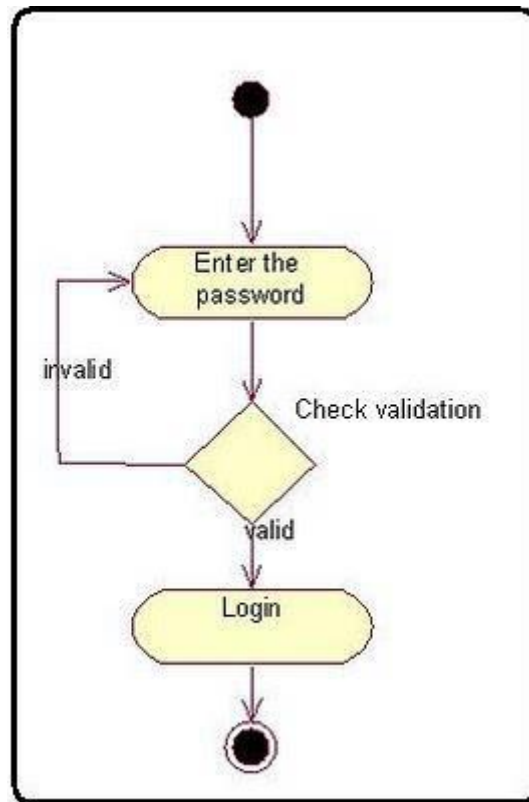 Enter the
password
invalid
Check validation
valid
Login